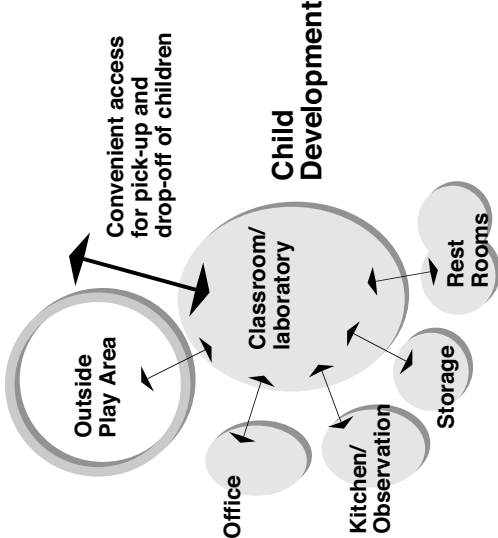 Child
Development
Convenient access
for pick-up and
drop-off of children
Outside
Play Area
Classroom/
laboratory
Office
Kitchen/
Observation
Storage
Rest
Rooms